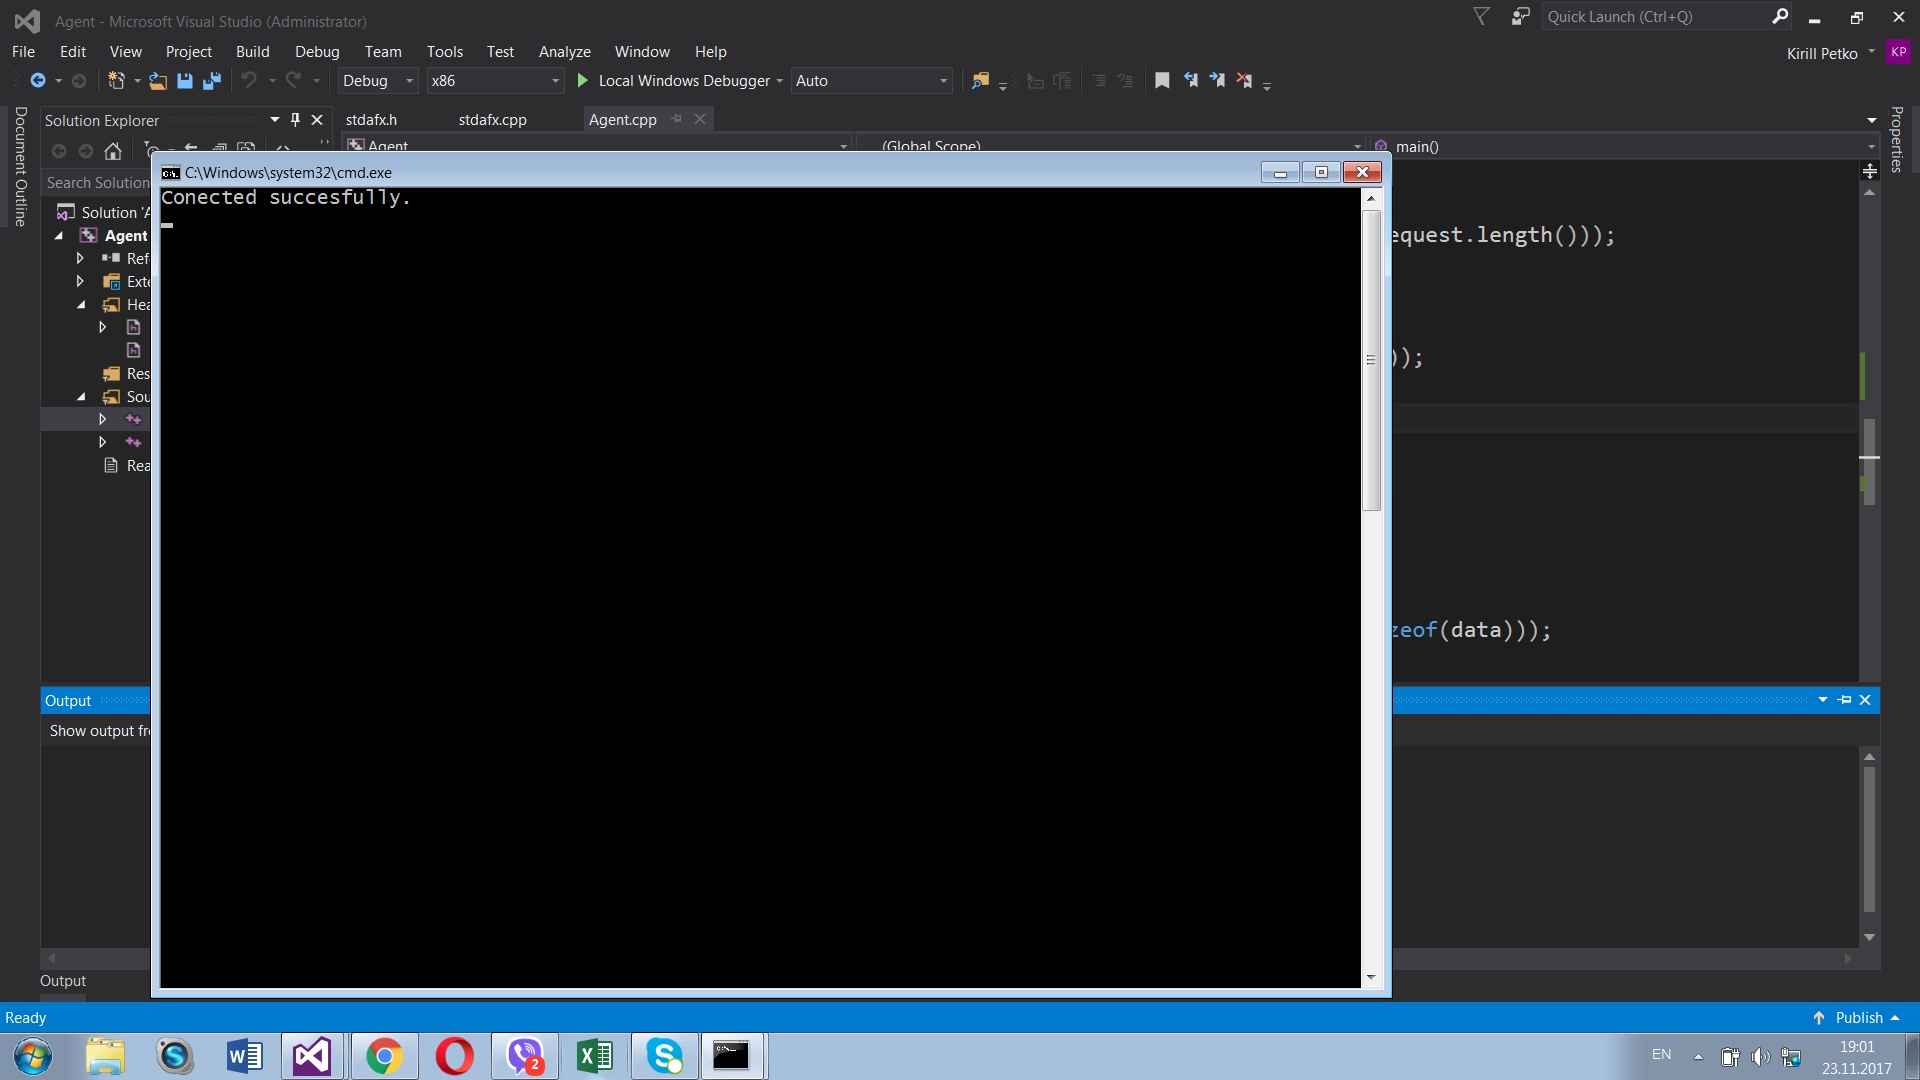 Agent - Microsoft Visual Studio (Administrator)
Quick Launch (Ctrl+Q)
File Edit View Project Build Debug Team Tools Test Analyze Window Help
Kirill Petko KP
Debug x86 Local Windows Debugger Auto
Document Outline
Solution Explorer
stdafx.h stdafx.cpp Agent.cpp
Properties
Agent (Global Scope) main()
C:\Windows\system32\cmd.exe
Search Solution
Conected succesfully.
Solution 'A
Agent
equest.length()));
Ref
Exte
Hea
));
Res
Sou
Rea
zeof(data)));
Output
Show output fr
Output
Ready
Publish
2
EN
19:01
23.11.2017